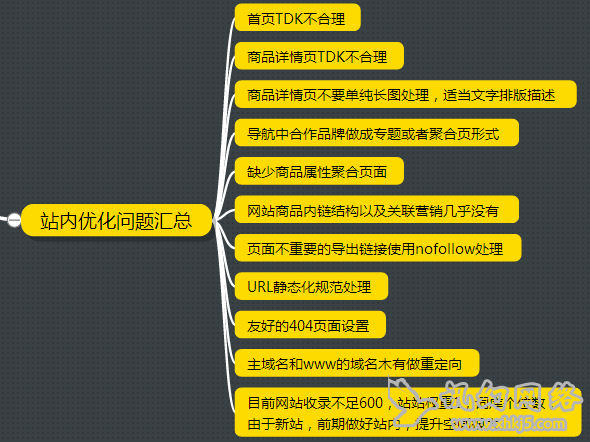 首页TDK不合理
商品详情页TDK不合理
商品详情页不要单纯长图处理，适当文字排版描述
导航中合作品牌做成专题或者聚合页形式
缺少商品属性聚合页面
站内优化问题汇总
网站商品内链结构以及关联营销几乎没有
页面不重要的导出链接使用nofollow处理
URL静态化规范处理
友好的404页面设置
主域名和www的域名木有做重定向
目前网站收录不足600，站站权重 个位数
由于新站，前期做好站内，提升空间